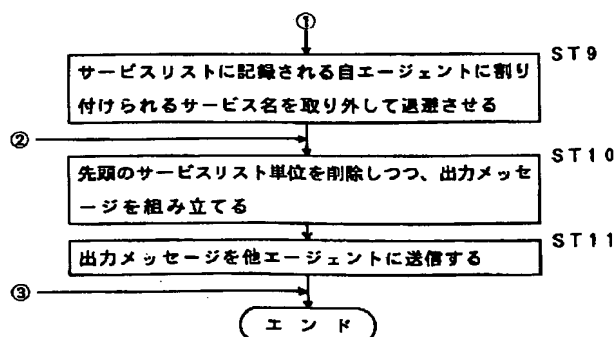 ①
ST9
サービスリストに記録される自エージェントに割り
付けられるサービス名を取り外して退避させる
②
ST10
先頭のサービスリスト単位を削除しつつ、出力メッセ
ージを組み立てる
ST11
出力メッセージを他エージェントに送信する
③
エンド